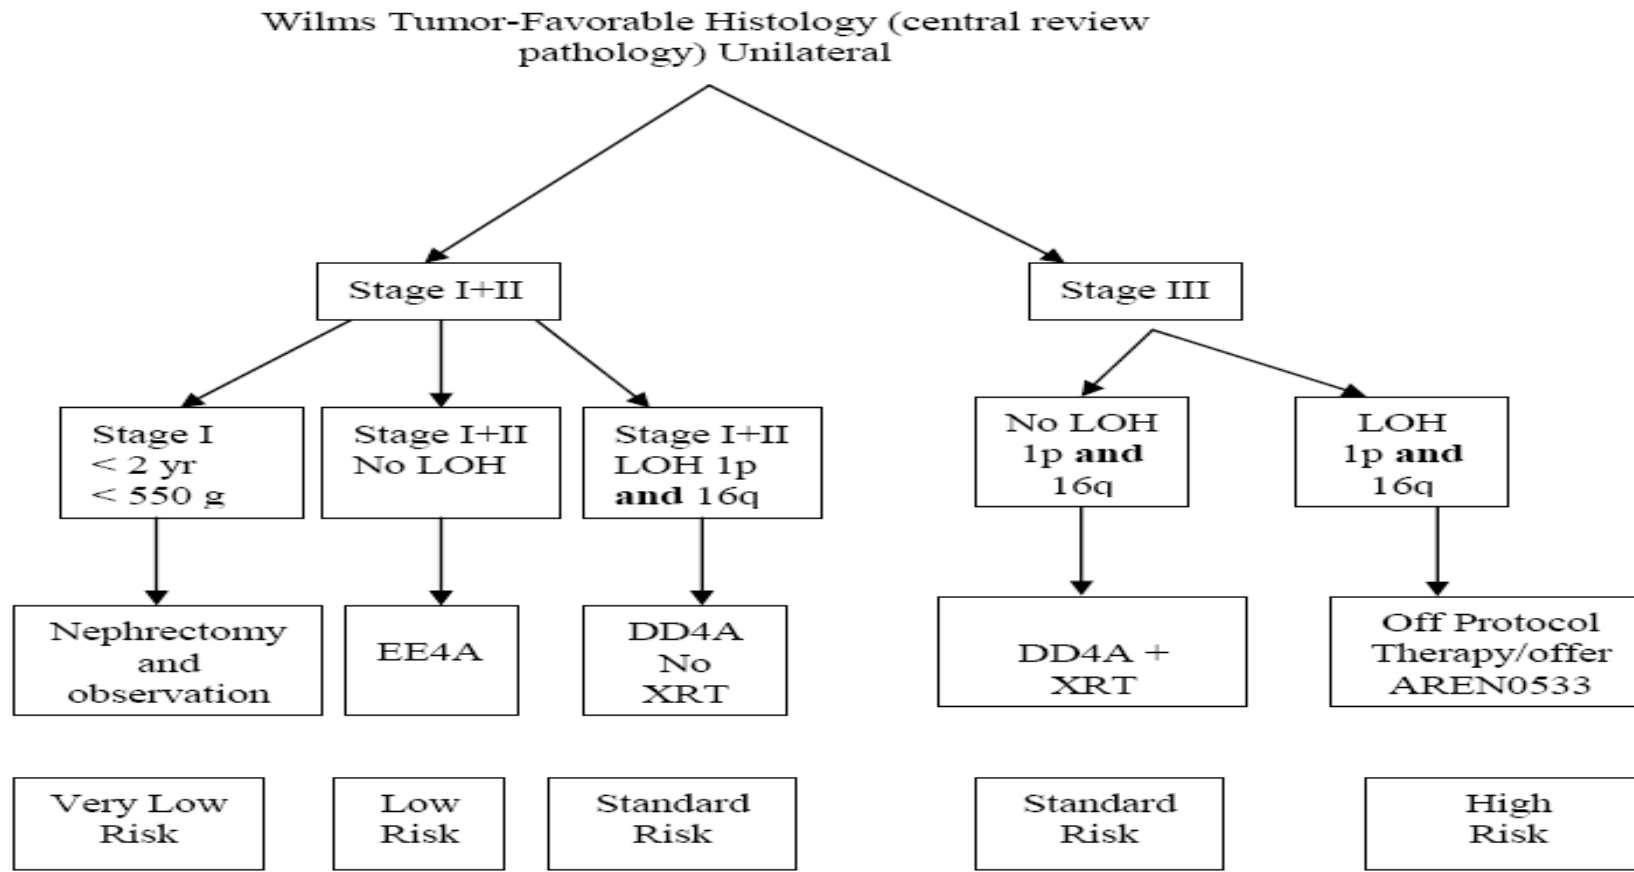 Wilms Tumor-Favorable Histology (central review
pathology) Unilateral
Stage I+II
Stage III
Stage I
< 2 yr
< 550 g
Stage I+II
No LOH
Stage I+II
LOH 1p
and 16q
No LOH
1p and
16q
LOH
1p and
16q
Nephrectomy
and
observation
EE4A
DD4A
No
XRT
DD4A +
XRT
Off Protocol
Therapy/offer
AREN0533
Very Low
Risk
Low
Risk
Standard
Risk
Standard
Risk
High
Risk